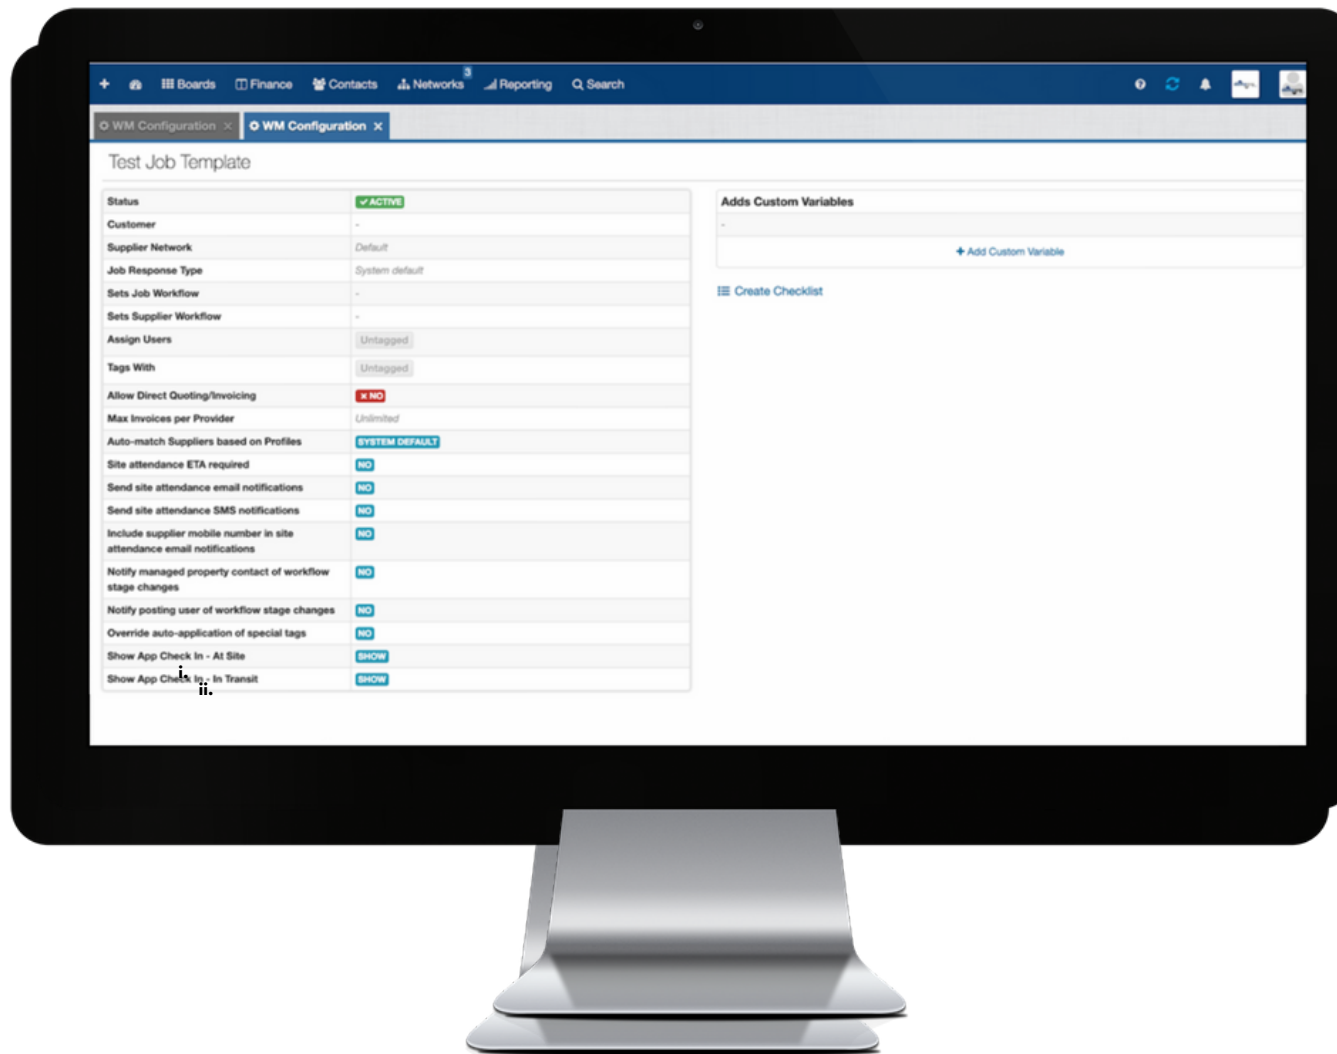 Boards Finance Contacts Networks 3 Reporting Search
WM Configuration × WM Configuration ×
Test Job Template
Status ✓ ACTIVE
Customer -
Supplier Network Default
Job Response Type System default
Sets Job Workflow -
Sets Supplier Workflow -
Assign Users Untagged
Tags With Untagged
Allow Direct Quoting/Invoicing × NO
Max Invoices per Provider Unlimited
Auto-match Suppliers based on Profiles SYSTEM DEFAULT
Site attendance ETA required NO
Send site attendance email notifications NO
Send site attendance SMS notifications NO
Include supplier mobile number in site NO
attendance email notifications
Notify managed property contact of workflow NO
stage changes
Notify posting user of workflow stage changes NO
Override auto-application of special tags NO
Show App Check In - At Site SHOW
i.
Show App Check In - In Transit SHOW
ii.
Adds Custom Variables
-
+ Add Custom Variable
Create Checklist